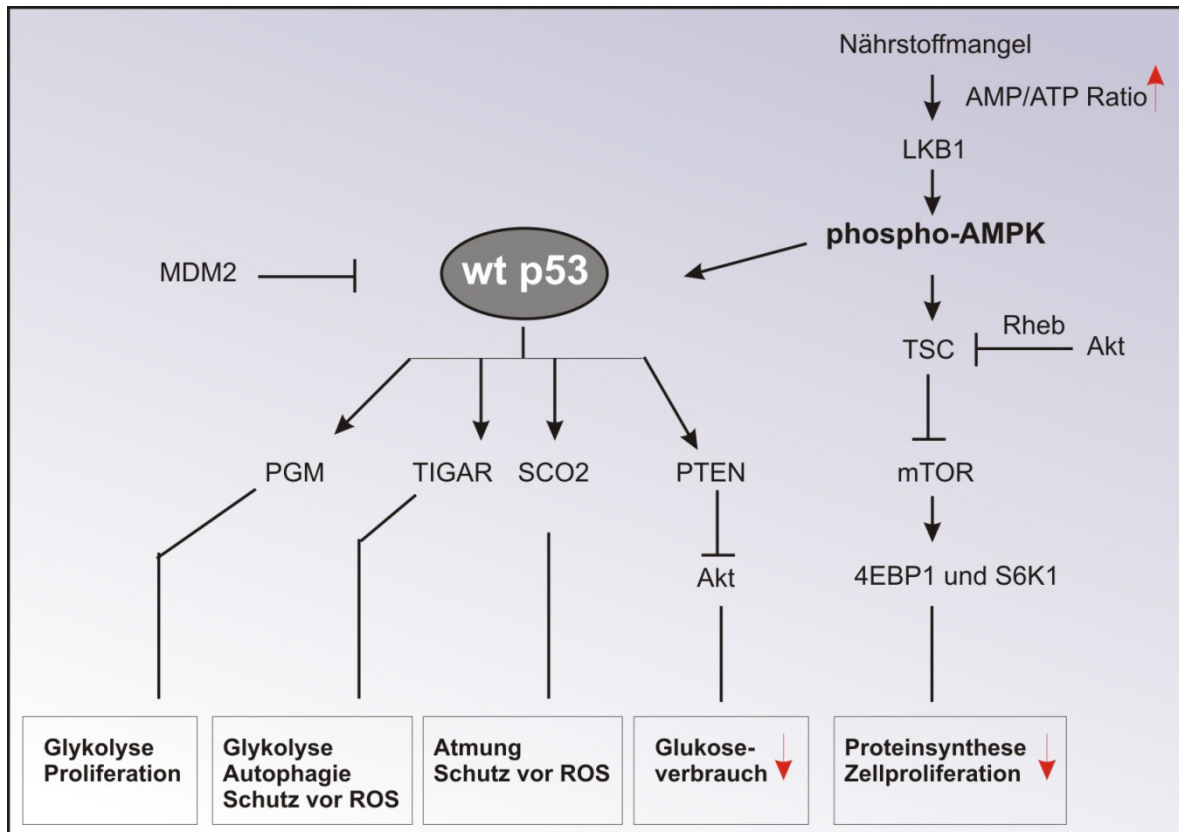 Nährstoffmangel
AMP/ATP Ratio
LKB1
phospho-AMPK
MDM2
wt p53
Rheb
TSC
Akt
PGM
TIGAR
SCO2
PTEN
mTOR
Akt
4EBP1 und S6K1
Glykolyse
Proliferation
Glykolyse
Autophagie
Schutz vor ROS
Atmung
Schutz vor ROS
Glukose-
verbrauch
Proteinsynthese
Zellproliferation